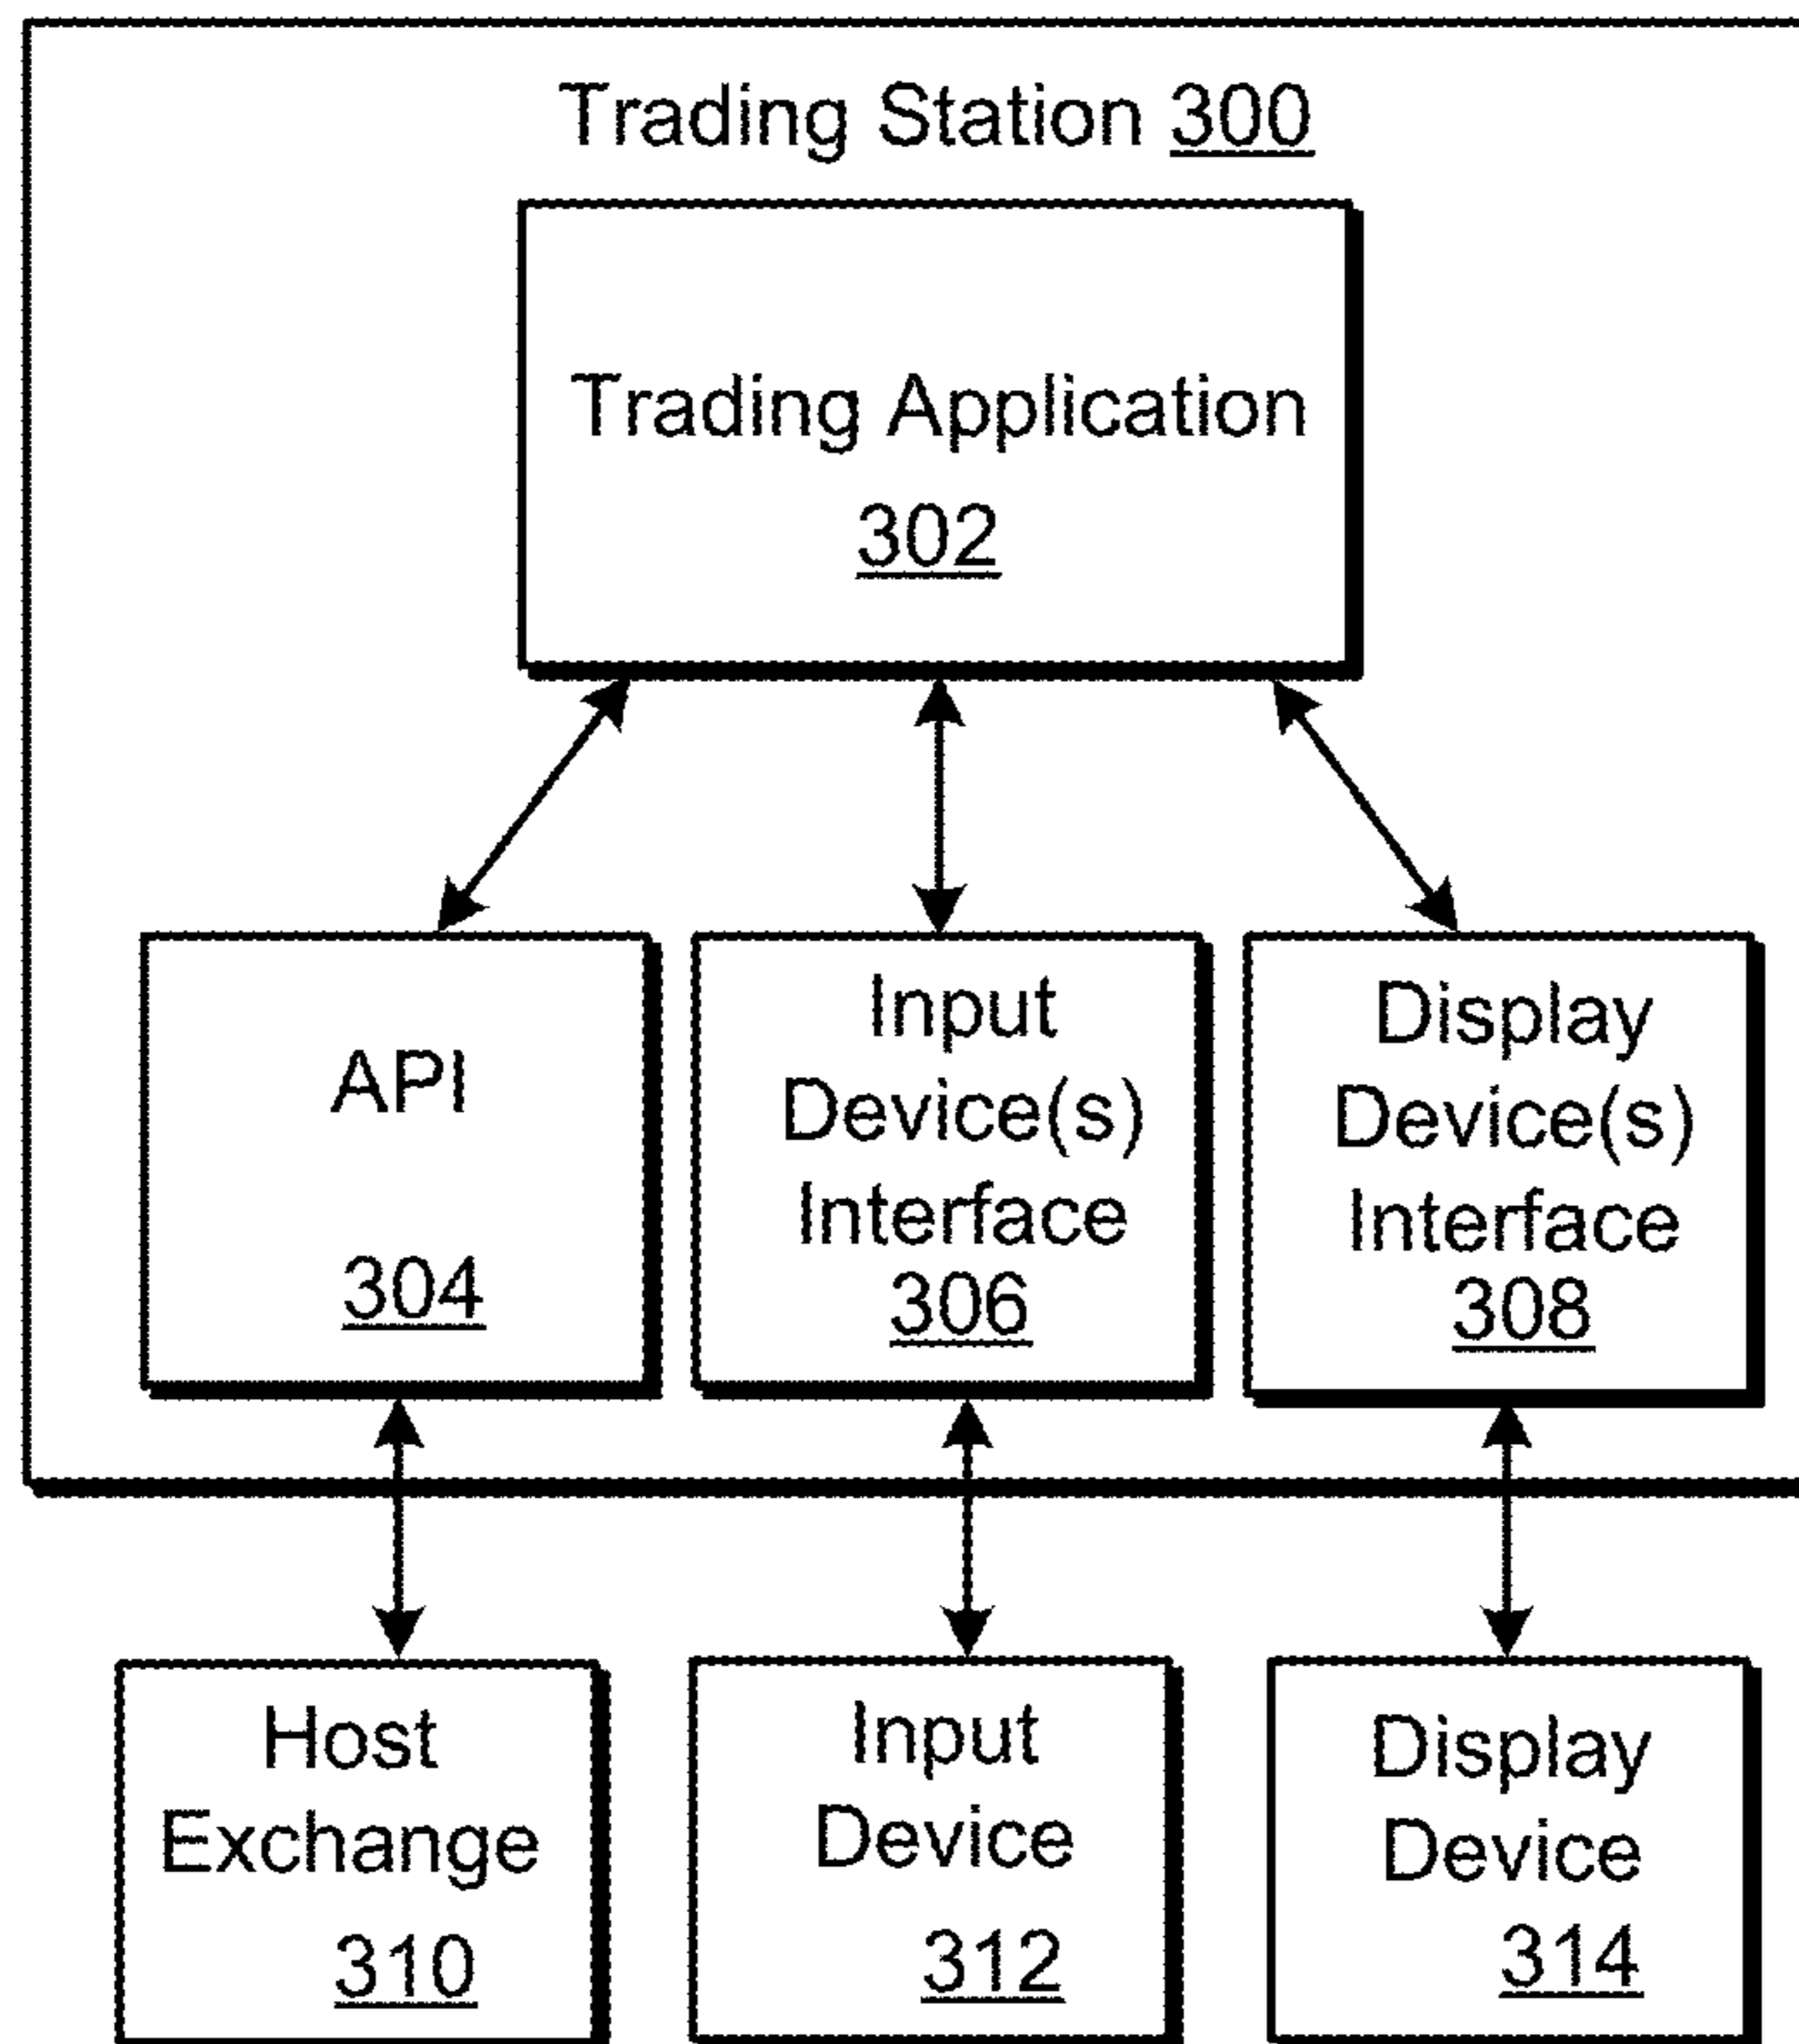 Trading Station 300
Trading Application
302
API
304
Input
Device(s)
Interface
306
Display
Device(s)
Interface
308
Host
Exchange
310
Input
Device
312
Display
Device
314